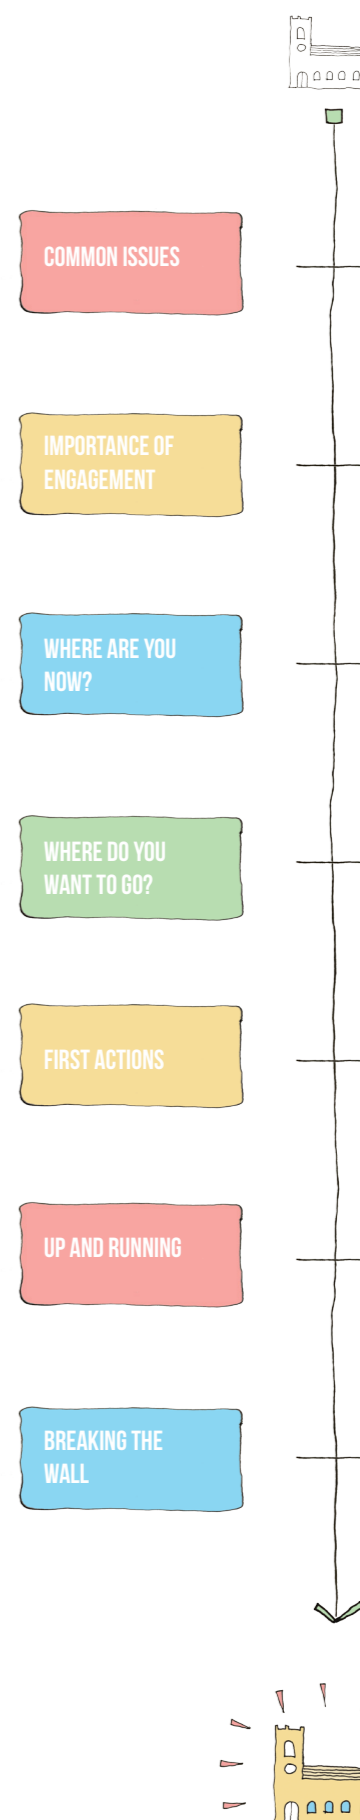 COMMON ISSUES
IMPORTANCE OF
ENGAGEMENT
WHERE ARE YOU
NOW?
WHERE DO YOU
WANT TO GO?
FIRST ACTIONS
UP AND RUNNING
BREAKING THE
WALL